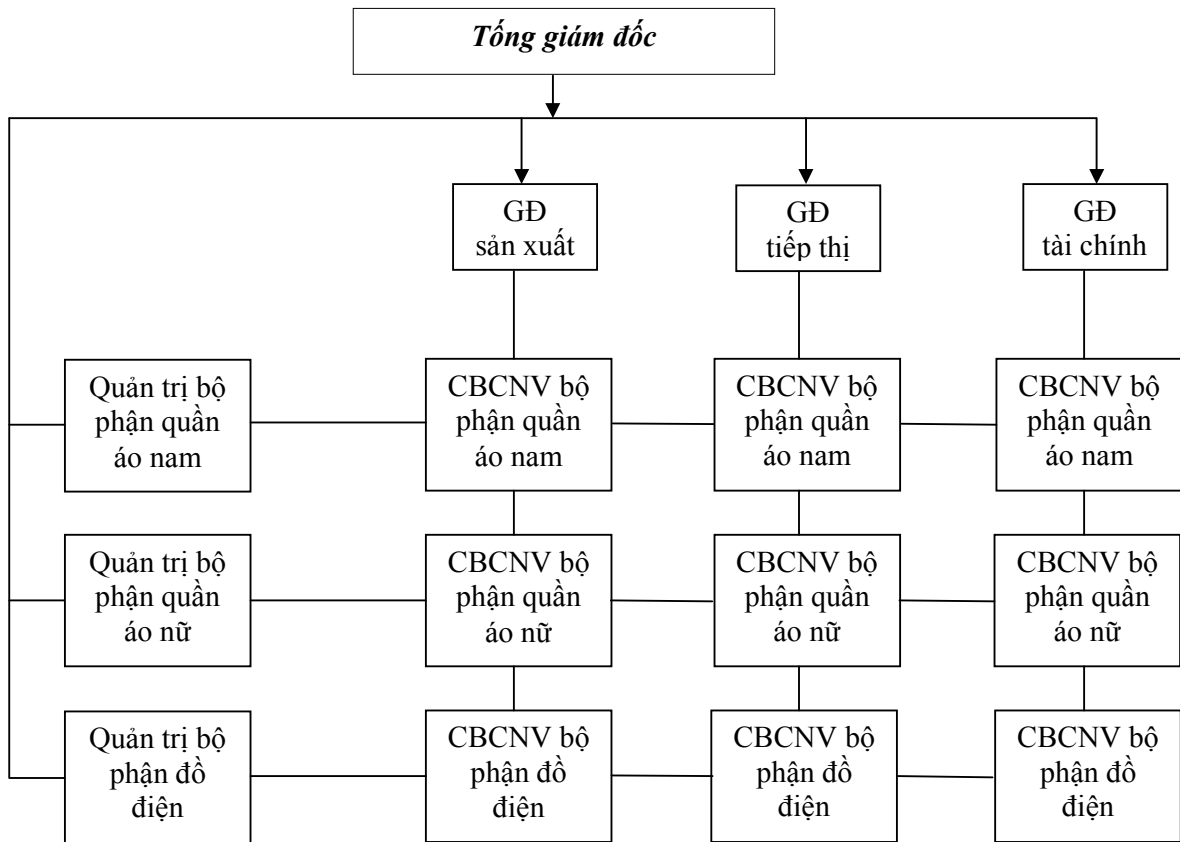 Tống giám đốc
GĐ
sản xuất
GĐ
tiếp thị
GĐ
tài chính
Quản trị bộ
phận quần
áo nam
CBCNV bộ
phận quần
áo nam
CBCNV bộ
phận quần
áo nam
CBCNV bộ
phận quần
áo nam
Quản trị bộ
phận quần
áo nữ
CBCNV bộ
phận quần
áo nữ
CBCNV bộ
phận quần
áo nữ
CBCNV bộ
phận quần
áo nữ
Quản trị bộ
phận đồ
điện
CBCNV bộ
phận đồ
điện
CBCNV bộ
phận đồ
điện
CBCNV bộ
phận đồ
điện